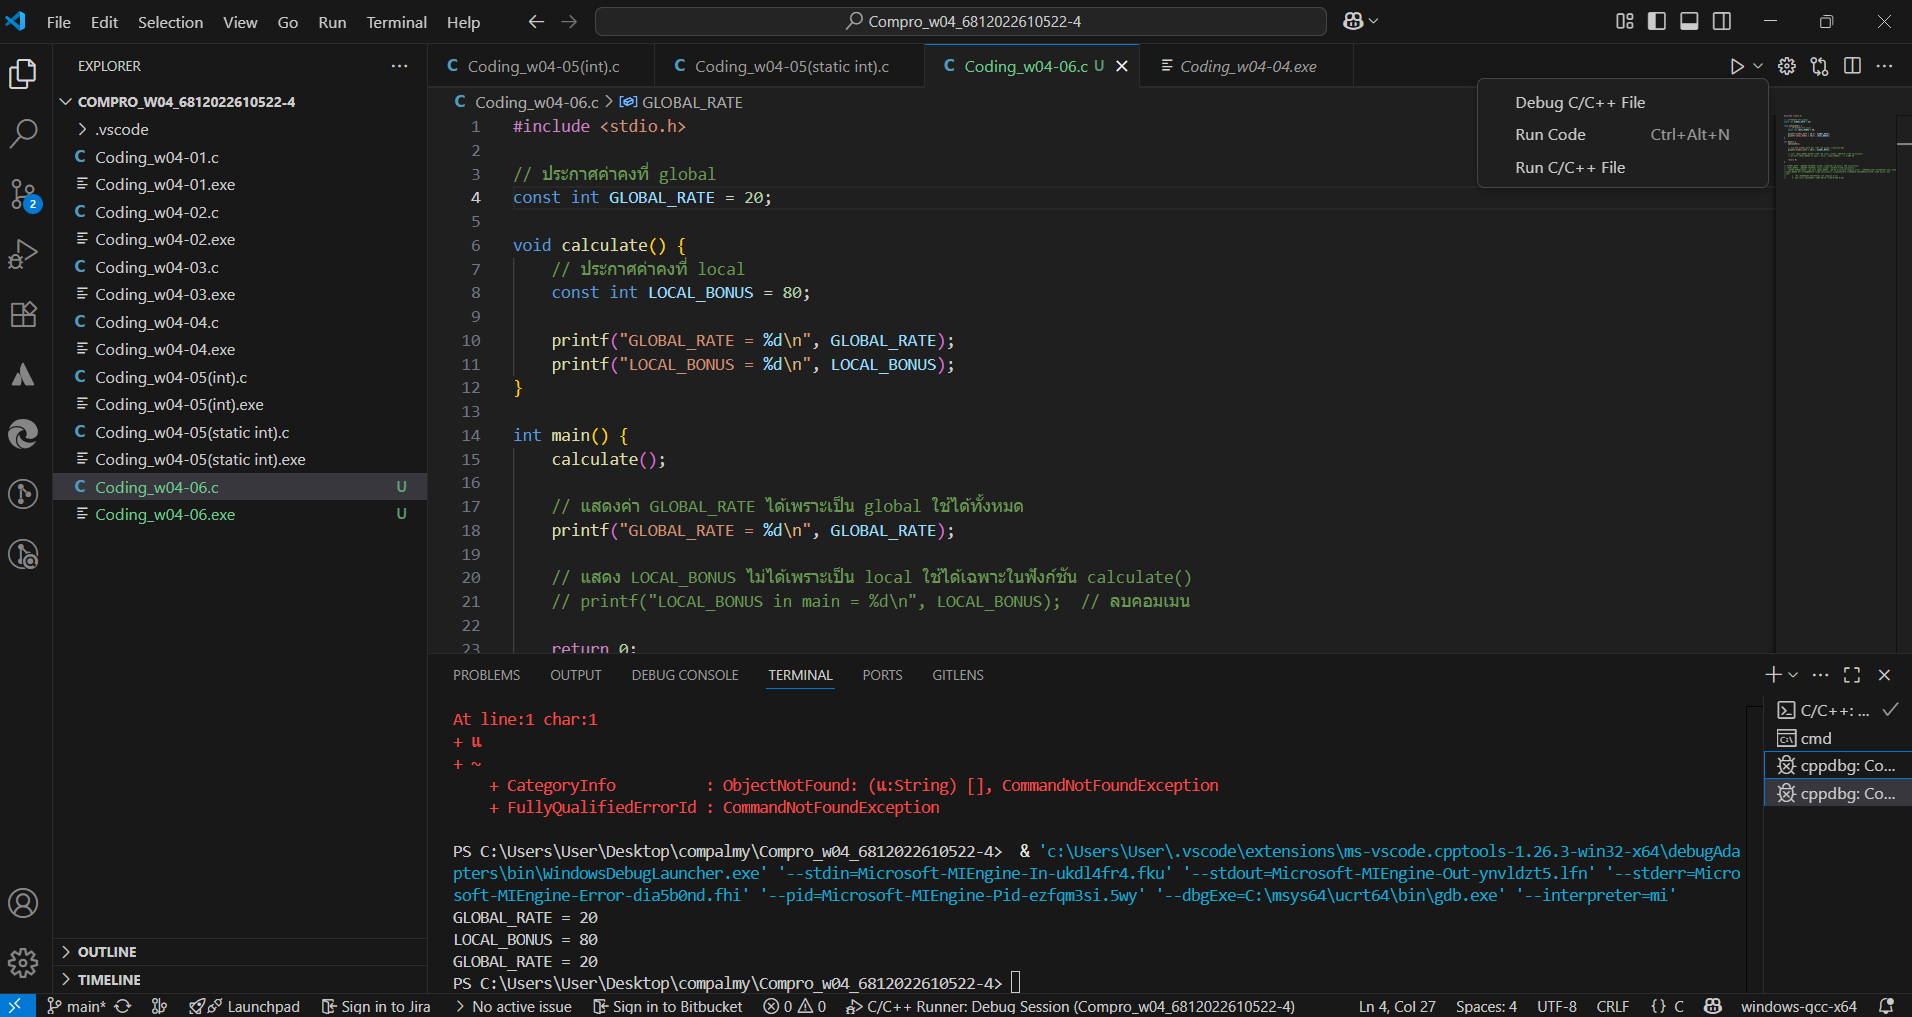 File Edit Selection View Go Run Terminal Help
Compro_w04_6812022610522-4
EXPLORER
COMPRO_W04_6812022610522-4
.vscode
C Coding_w04-01.c
Coding_w04-01.exe
C Coding_w04-02.c
Coding_w04-02.exe
C Coding_w04-03.c
Coding_w04-03.exe
C Coding_w04-04.c
Coding_w04-04.exe
C Coding_w04-05(int).c
Coding_w04-05(int).exe
C Coding_w04-05(static int).c
Coding_w04-05(static int).exe
C Coding_w04-06.c U
Coding_w04-06.exe U
OUTLINE
TIMELINE
2
C Coding_w04-05(int).c
C Coding_w04-05(static int).c
C Coding_w04-06.c U
Coding_w04-04.exe
C Coding_w04-06.c > GLOBAL_RATE
Debug C/C++ File
Run Code Ctrl+Alt+N
Run C/C++ File
1 #include <stdio.h>
2
3 // ประกาศค่าคงที่ global
4 const int GLOBAL_RATE = 20;
5
6 void calculate() {
7 // ประกาศค่าคงที่ local
8 const int LOCAL_BONUS = 80;
9
10 printf("GLOBAL_RATE = %d\n", GLOBAL_RATE);
11 printf("LOCAL_BONUS = %d\n", LOCAL_BONUS);
12 }
13
14 int main() {
15 calculate();
16
17 // แสดงค่า GLOBAL_RATE ได้เพราะเป็น global ใช้ได้ทั้งหมด
18 printf("GLOBAL_RATE = %d\n", GLOBAL_RATE);
19
20 // แสดง LOCAL_BONUS ไม่ได้เพราะเป็น local ใช้ได้เฉพาะในฟังก์ชัน calculate()
21 // printf("LOCAL_BONUS in main = %d\n", LOCAL_BONUS); // ลบคอมเมน
22
23 return 0;
PROBLEMS OUTPUT DEBUG CONSOLE TERMINAL PORTS GITLENS
At line:1 char:1
+ แ
+ ~
+ CategoryInfo : ObjectNotFound: (แ:String) [], CommandNotFoundException
+ FullyQualifiedErrorId : CommandNotFoundException
PS C:\Users\User\Desktop\compalmy\Compro_w04_6812022610522-4> & 'c:\Users\User\.vscode\extensions\ms-vscode.cpptools-1.26.3-win32-x64\debugAda
pters\bin\WindowsDebugLauncher.exe' '--stdin=Microsoft-MIEngine-In-ukdl4fr4.fku' '--stdout=Microsoft-MIEngine-Out-ynvldzt5.lfn' '--stderr=Micro
soft-MIEngine-Error-dia5b0nd.fhi' '--pid=Microsoft-MIEngine-Pid-ezfqm3si.5wy' '--dbgExe=C:\msys64\ucrt64\bin\gdb.exe' '--interpreter=mi'
GLOBAL_RATE = 20
LOCAL_BONUS = 80
GLOBAL_RATE = 20
PS C:\Users\User\Desktop\compalmy\Compro_w04_6812022610522-4>
C/C++: ...
cmd
cppdbg: Co...
cppdbg: Co...
main* Launchpad Sign in to Jira No active issue Sign in to Bitbucket 0 0 C/C++ Runner: Debug Session (Compro_w04_6812022610522-4) Ln 4, Col 27 Spaces: 4 UTF-8 CRLF {} C windows-gcc-x64